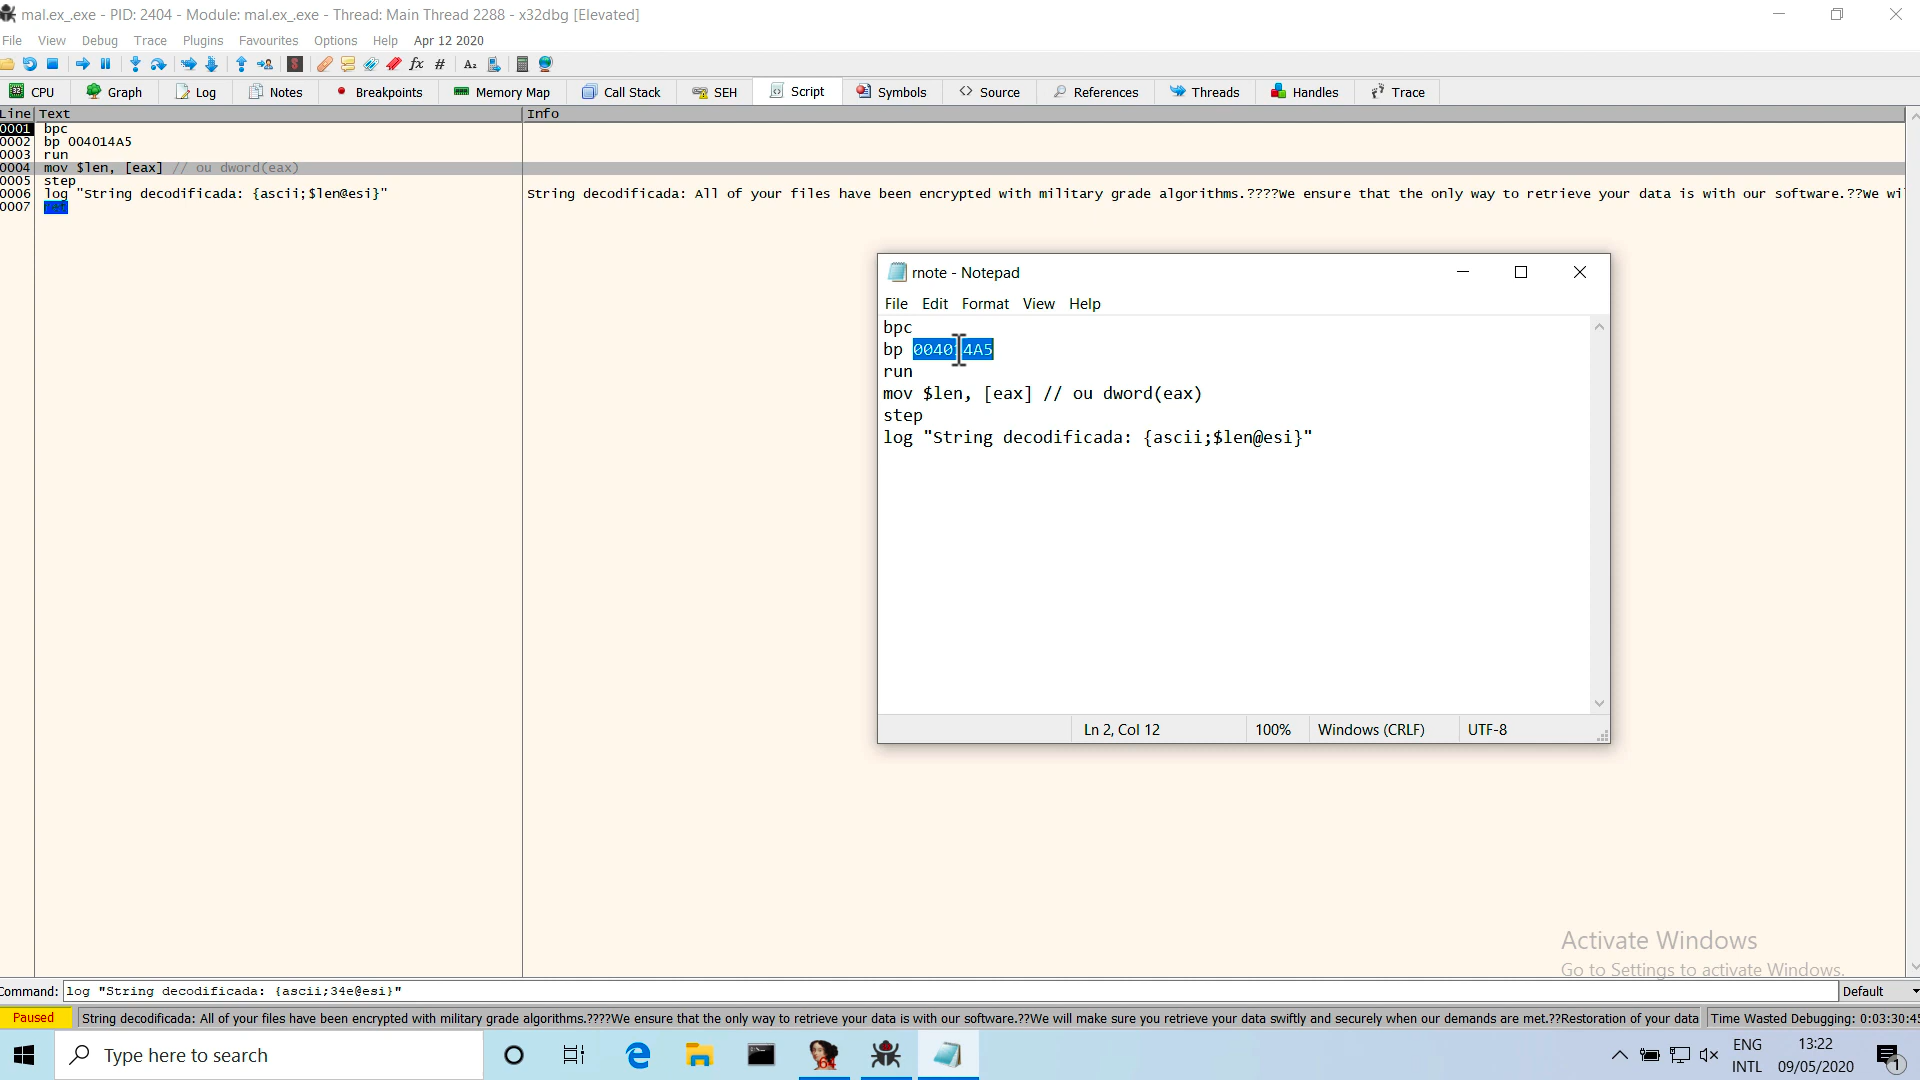 mal.ex_.exe - PID: 2404 - Module: mal.ex_.exe - Thread: Main Thread 2288 - x32dbg [Elevated]
File View Debug Trace Plugins Favourites Options Help Apr 12 2020
CPU Graph Log Notes Breakpoints Memory Map Call Stack SEH Script Symbols Source References Threads Handles Trace
Line Text Info
0001 bpc
0002 bp 004014A5
0003 run
0004 mov $len, [eax] // ou dword(eax)
0005 step
0006 log "String decodificada: {ascii;$len@esi}" String decodificada: All of your files have been encrypted with military grade algorithms.????We ensure that the only way to retrieve your data is with our software.??We wi
0007
rnote - Notepad
File Edit Format View Help
bpc
bp 004014A5
run
mov $len, [eax] // ou dword(eax)
step
log "String decodificada: {ascii;$len@esi}"
Ln 2, Col 12 100% Windows (CRLF) UTF-8
Activate Windows
Go to Settings to activate Windows.
Command: log "String decodificada: {ascii;34e@esi}" Default
Paused String decodificada: All of your files have been encrypted with military grade algorithms.????We ensure that the only way to retrieve your data is with our software.??We will make sure you retrieve your data swiftly and securely when our demands are met.??Restoration of your data Time Wasted Debugging: 0:03:30:45
Type here to search 64 ENG 13:22
INTL 09/05/2020 1